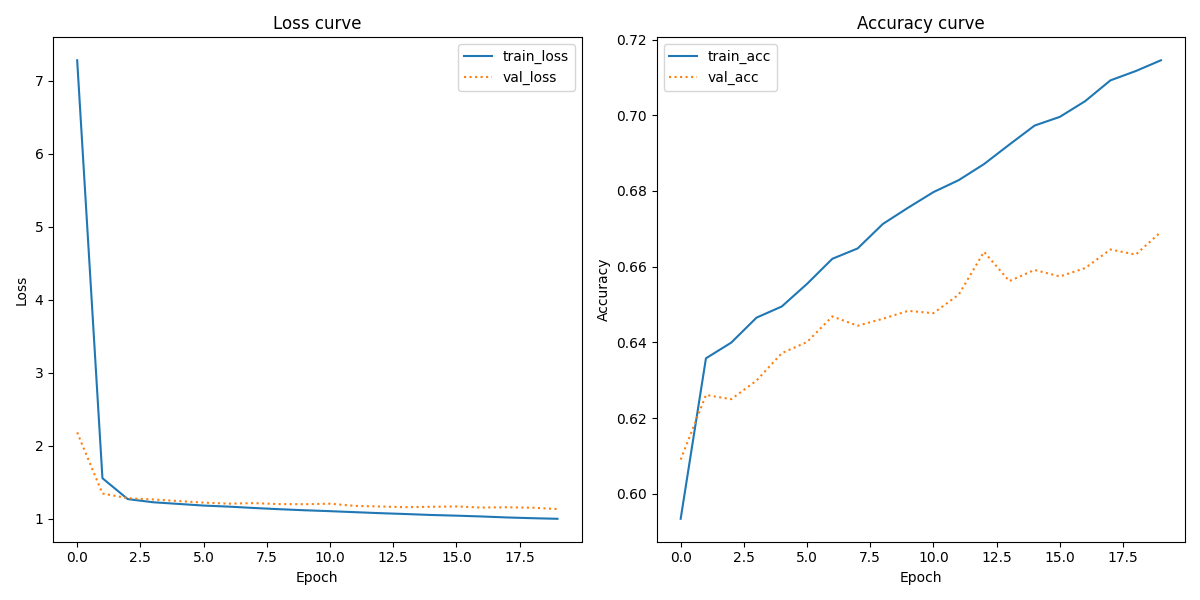 Loss curve
train_loss
val_loss
7
6
5
4
3
2
1
Loss
0.0 2.5 5.0 7.5 10.0 12.5 15.0 17.5
Epoch
Accuracy curve
train_acc
val_acc
0.72
0.70
0.68
0.66
0.64
0.62
0.60
Accuracy
0.0 2.5 5.0 7.5 10.0 12.5 15.0 17.5
Epoch